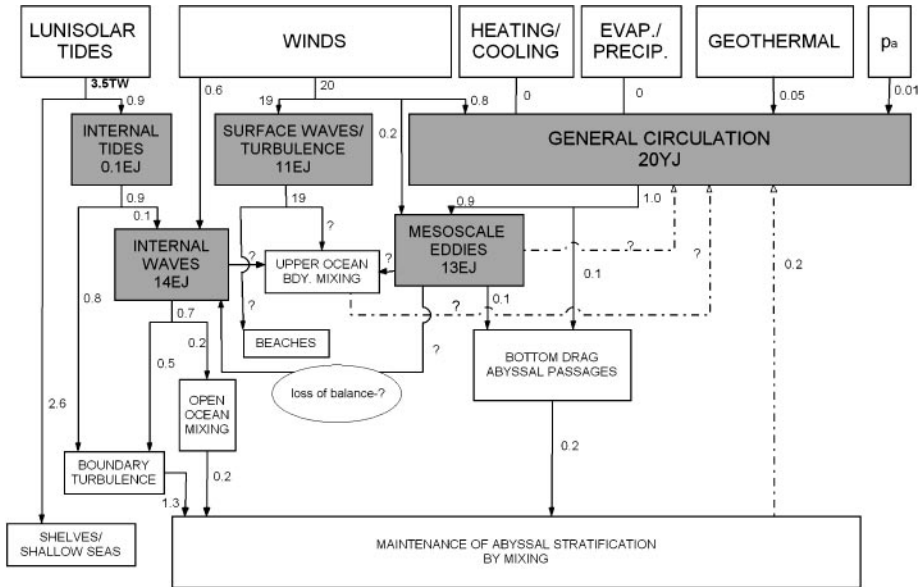 LUNISOLAR
TIDES
WINDS
HEATING/
COOLING
EVAP./
PRECIP.
GEOTHERMAL
pa
3.5TW
0.9
0.6
20
19
0.2
0.8
0
0
0.05
0.01
INTERNAL
TIDES
0.1EJ
SURFACE WAVES/
TURBULENCE
11EJ
GENERAL CIRCULATION
20YJ
0.9
0.1
19
0.9
1.0
INTERNAL
WAVES
14EJ
?
?
UPPER OCEAN
BDY. MIXING
?
MESOSCALE
EDDIES
13EJ
?
?
0.2
0.8
0.7
?
?
0.1
0.1
0.5
0.2
BEACHES
?
BOTTOM DRAG
ABYSSAL PASSAGES
loss of balance-?
2.6
OPEN
OCEAN
MIXING
BOUNDARY
TURBULENCE
0.2
0.2
1.3
SHELVES/
SHALLOW SEAS
MAINTENANCE OF ABYSSAL STRATIFICATION
BY MIXING